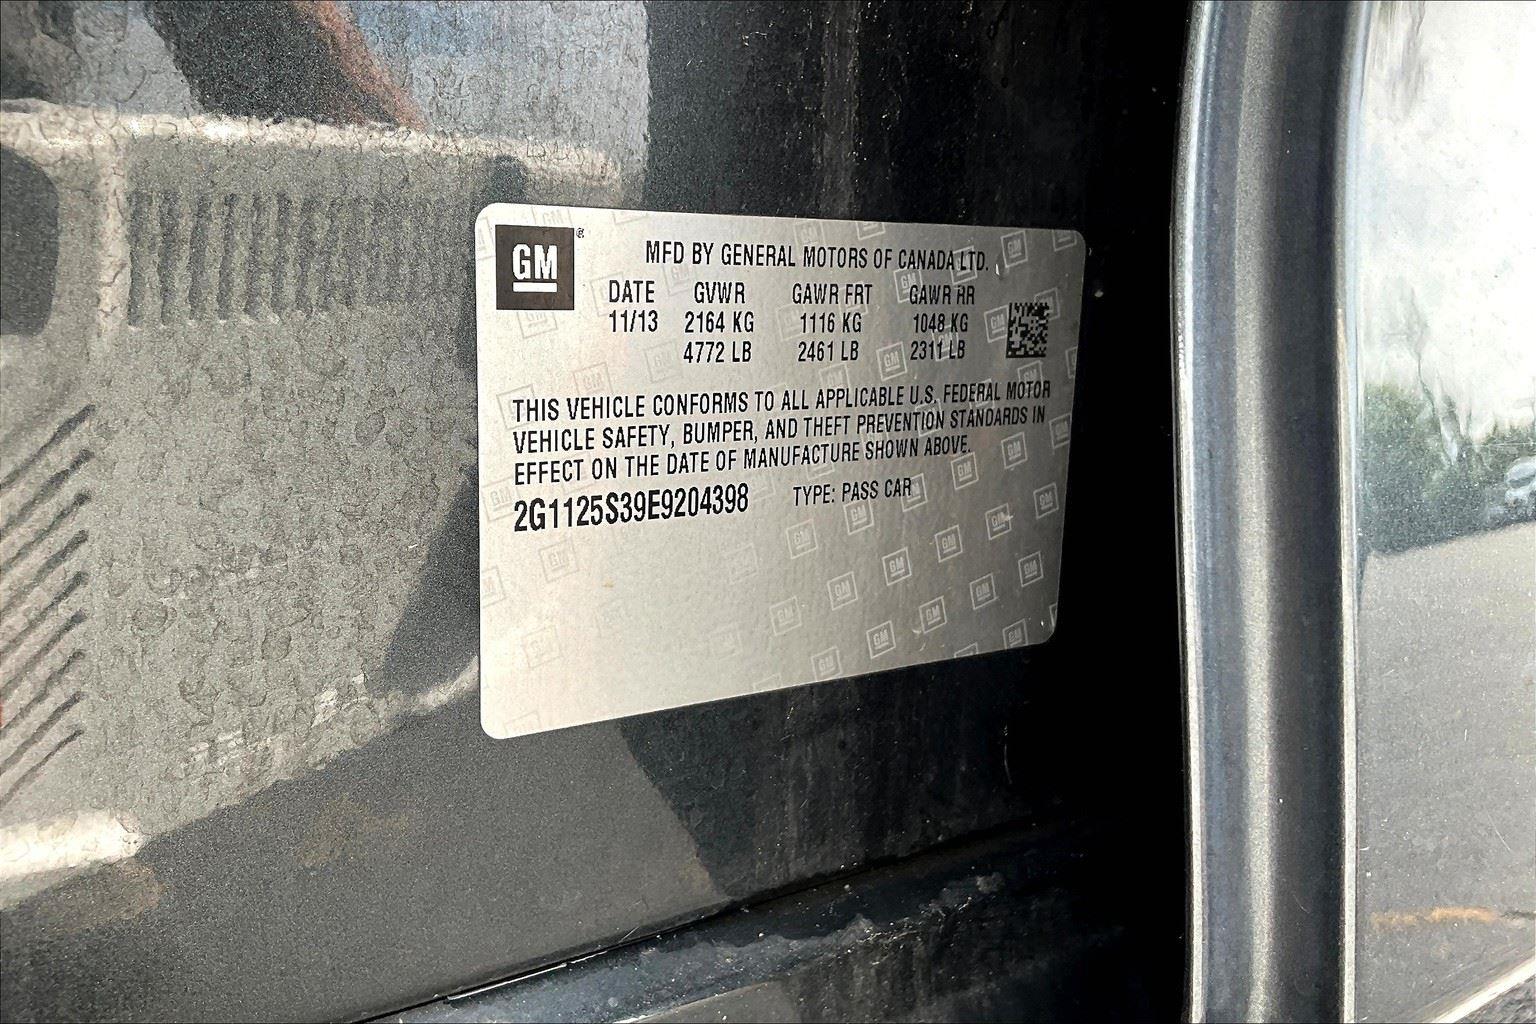 GM
MFD BY GENERAL MOTORS OF CANADA LTD.
DATE GVWR GAWR FRT GAWR RR
11/13 2164 KG 1116 KG 1048 KG
4772 LB 2461 LB 2311 LB
THIS VEHICLE CONFORMS TO ALL APPLICABLE U.S. FEDERAL MOTOR
VEHICLE SAFETY, BUMPER, AND THEFT PREVENTION STANDARDS IN
EFFECT ON THE DATE OF MANUFACTURE SHOWN ABOVE.
2G1125S39E9204398 TYPE: PASS CAR